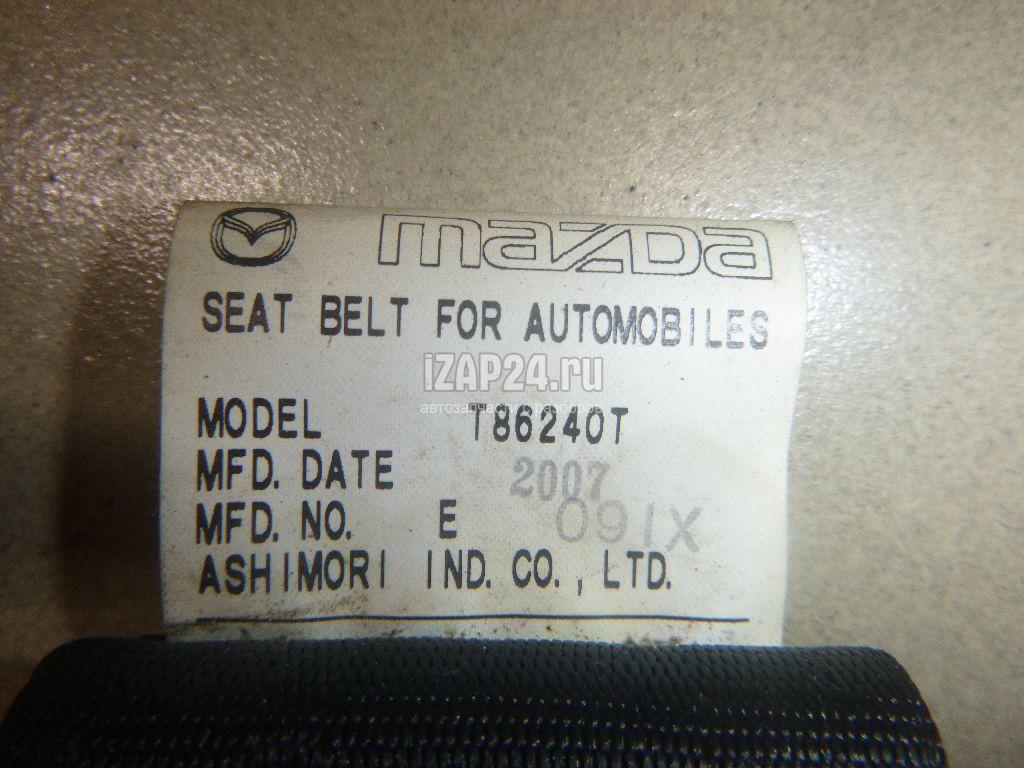 mazda
SEAT BELT FOR AUTOMOBILES
iZAP24.ru
MODEL T86240T
MFD. DATE 2007
MFD. NO. E 091X
ASHIMORI IND. CO., LTD.